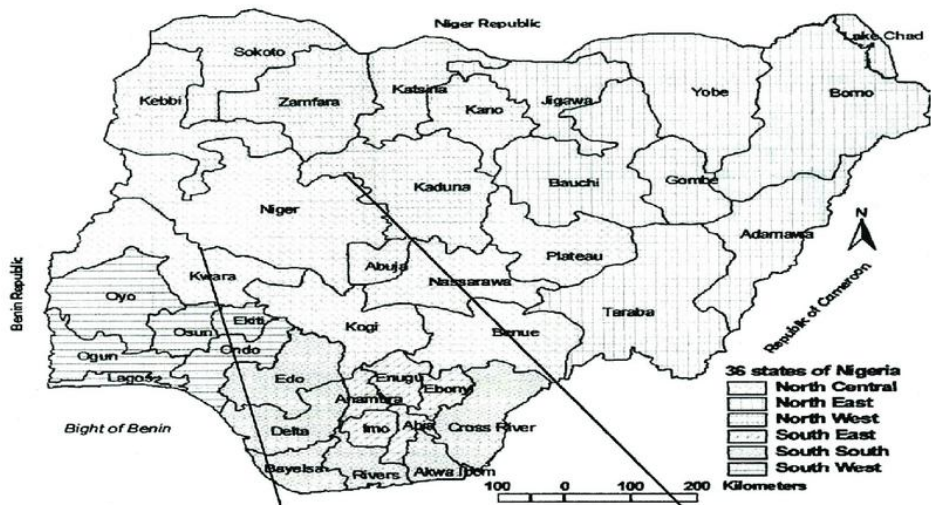 Niger Republic
Lake Chad
Sokoto
Kebbi
Zamfara
Katsina
Kano
Jigawa
Yobe
Borno
Kaduna
Bauchi
Gombe
Niger
Adamawa
N
Benin Republic
Kwara
Abuja
Nassarawa
Plateau
Taraba
Republic of Cameroon
Oyo
Osun
Ekiti
Kogi
Benue
Ogun
Ondo
Lagos
Edo
Enugu
Ebonyi
Anambra
Bight of Benin
Delta
Imo
Abia
Cross River
Bayelsa
Rivers
Akwa Ibom
36 states of Nigeria
North Central
North East
North West
South East
South South
South West
100 0 100 200
Kilometers